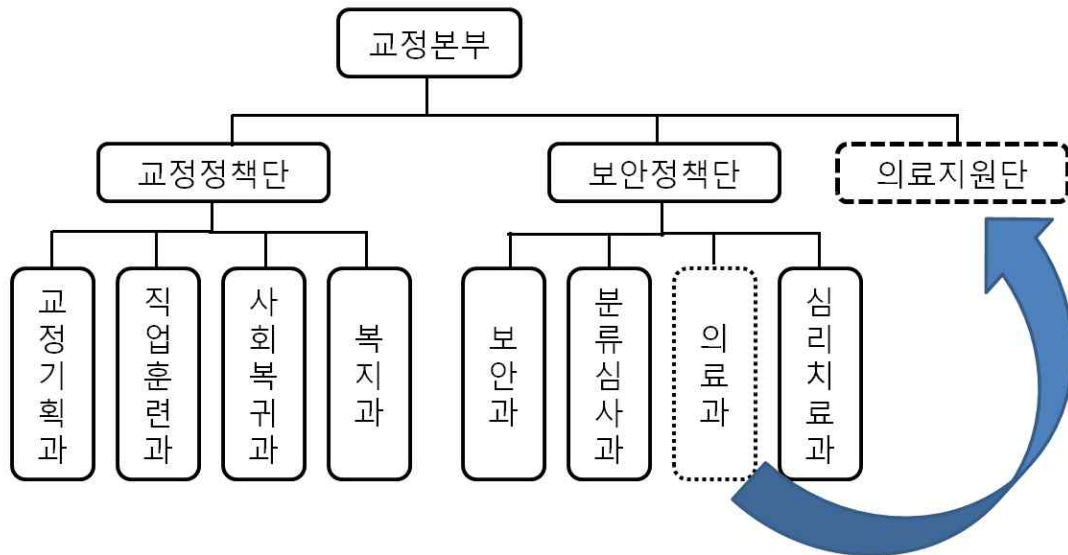 교정본부
교정정책단
보안정책단
의료지원단
교정기획과
직업훈련과
사회복귀과
복지과
보안과
분류심사과
의료과
심리치료과